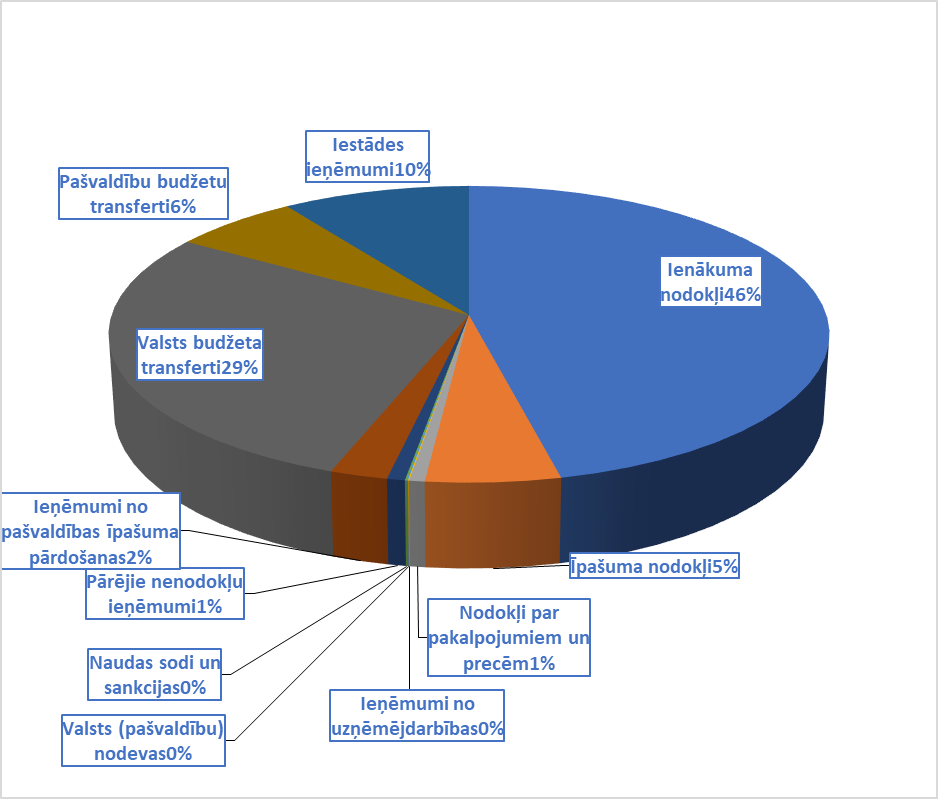 Iestādes
ieņēmumi10%
Pašvaldību budžetu
transferti6%
Ienākuma
nodokļi46%
Valsts budžeta
transferti29%
Ieņēmumi no
pašvaldības īpašuma
pārdošanas2%
Īpašuma nodokļi5%
Pārējie nenodokļu
ieņēmumi1%
Nodokļi par
pakalpojumiem un
precēm1%
Naudas sodi un
sankcijas0%
Ieņēmumi no
uzņēmējdarbības0%
Valsts (pašvaldību)
nodevas0%